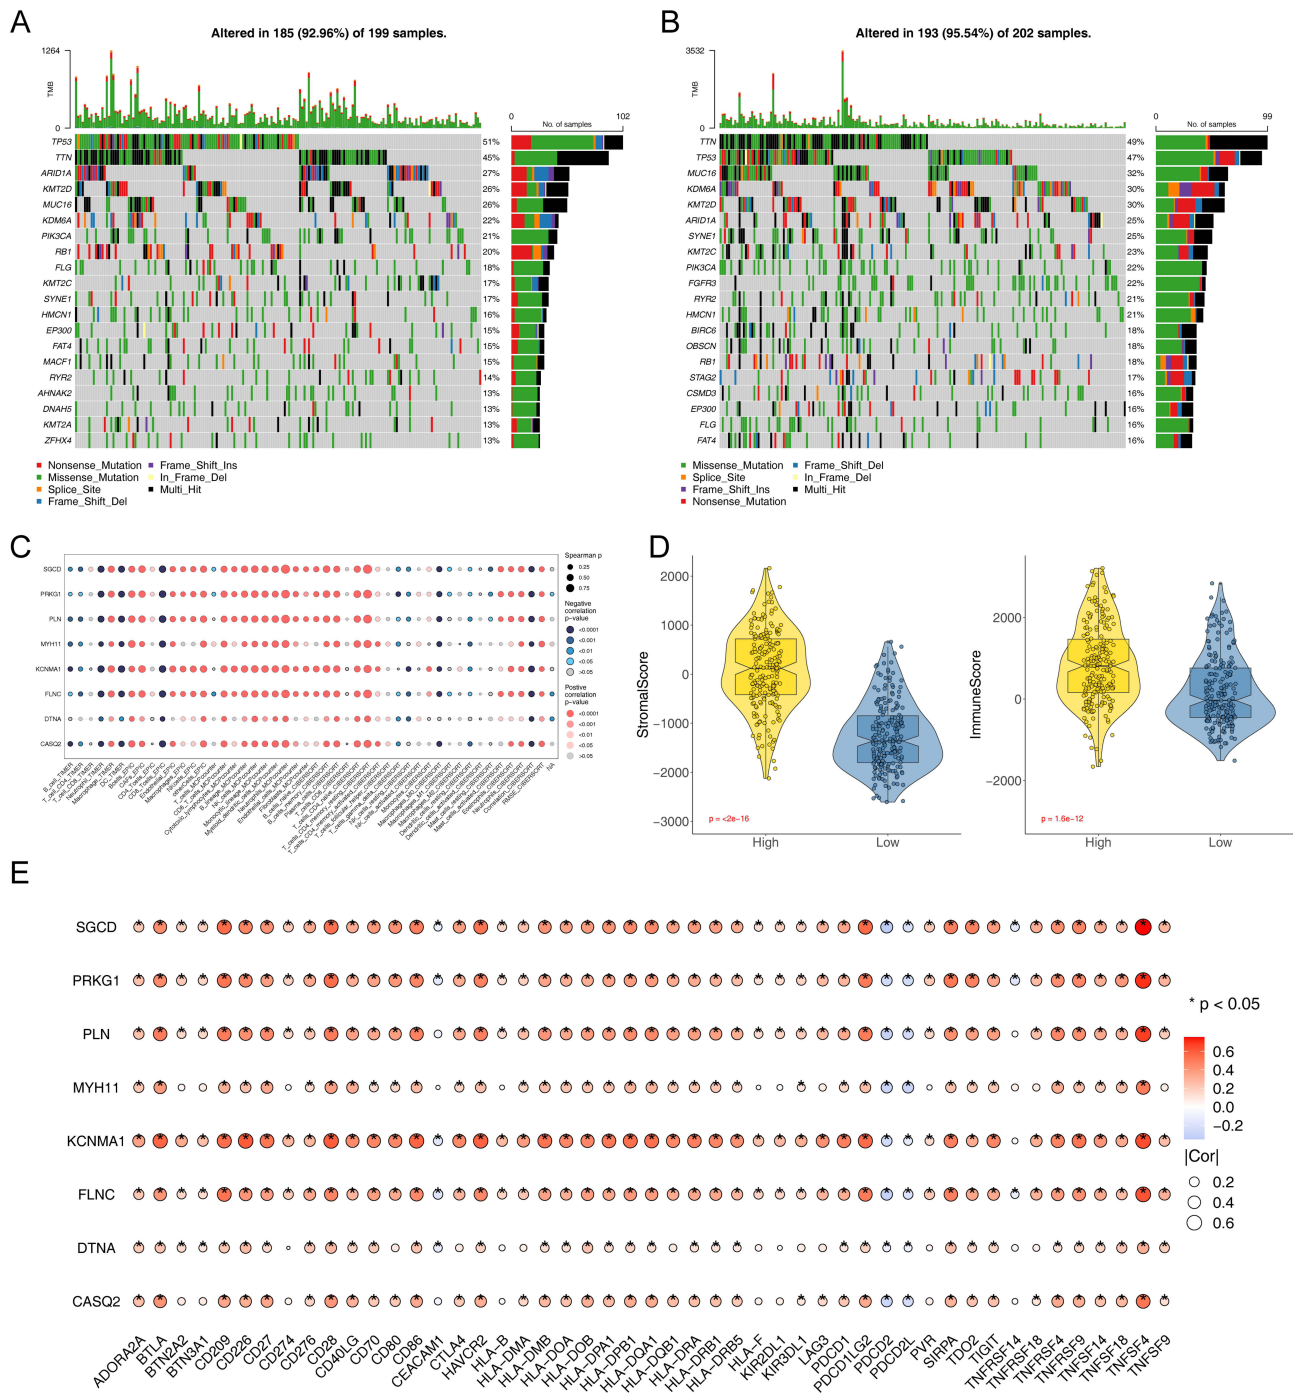 A
Altered in 185 (92.96%) of 199 samples.
1264
TMB
0
No. of samples
0
102
TP53 51%
TTN 45%
ARID1A 27%
KMT2D 26%
MUC16 26%
KDM6A 22%
PIK3CA 21%
RB1 20%
FLG 18%
KMT2C 17%
SYNE1 17%
HMCN1 16%
EP300 15%
FAT4 15%
MACF1 15%
RYR2 14%
AHNAK2 13%
DNAH5 13%
KMT2A 13%
ZFHX4 13%
Nonsense_Mutation
Missense_Mutation
Splice_Site
Frame_Shift_Del
Frame_Shift_Ins
In_Frame_Del
Multi_Hit
B
Altered in 193 (95.54%) of 202 samples.
3532
TMB
0
No. of samples
0
99
TTN 49%
TP53 47%
MUC16 32%
KDM6A 30%
KMT2D 30%
ARID1A 25%
SYNE1 25%
KMT2C 23%
PIK3CA 22%
FGFR3 22%
RYR2 21%
HMCN1 21%
BIRC6 18%
OBSCN 18%
RB1 18%
STAG2 17%
CSMD3 16%
EP300 16%
FLG 16%
FAT4 16%
Missense_Mutation
Splice_Site
Frame_Shift_Ins
Nonsense_Mutation
Frame_Shift_Del
In_Frame_Del
Multi_Hit
C
SGCD
PRKG1
PLN
MYH11
KCNMA1
FLNC
DTNA
CASQ2
Spearman p
0.25
0.50
0.75
Negative
correlation
p-value
<0.0001
<0.001
<0.01
<0.05
>0.05
Postive
correlation
p-value
<0.0001
<0.001
<0.01
<0.05
>0.05
NA
D
StromalScore
2000
1000
0
−1000
−2000
−3000
p = <2e-16
High
Low
ImmuneScore
2000
0
−2000
p = 1.6e-12
High
Low
E
SGCD
PRKG1
PLN
MYH11
KCNMA1
FLNC
DTNA
CASQ2
* p < 0.05
0.6
0.4
0.2
0.0
−0.2
|Cor|
0.2
0.4
0.6
ADORA2A
BTLA
BTN2A2
BTN3A1
CD209
CD226
CD27
CD274
CD276
CD28
CD40LG
CD70
CD80
CD86
CEACAM1
CTLA4
HAVCR2
HLA−B
HLA−DMA
HLA−DMB
HLA−DOA
HLA−DOB
HLA−DPA1
HLA−DPB1
HLA−DQA1
HLA−DQB1
HLA−DRA
HLA−DRB1
HLA−DRB5
HLA−F
KIR2DL1
KIR3DL1
LAG3
PDCD1
PDCD1LG2
PDCD2
PDCD2L
PVR
SIRPA
TDO2
TIGIT
TNFRSF14
TNFRSF18
TNFRSF4
TNFRSF9
TNFSF14
TNFSF18
TNFSF4
TNFSF9